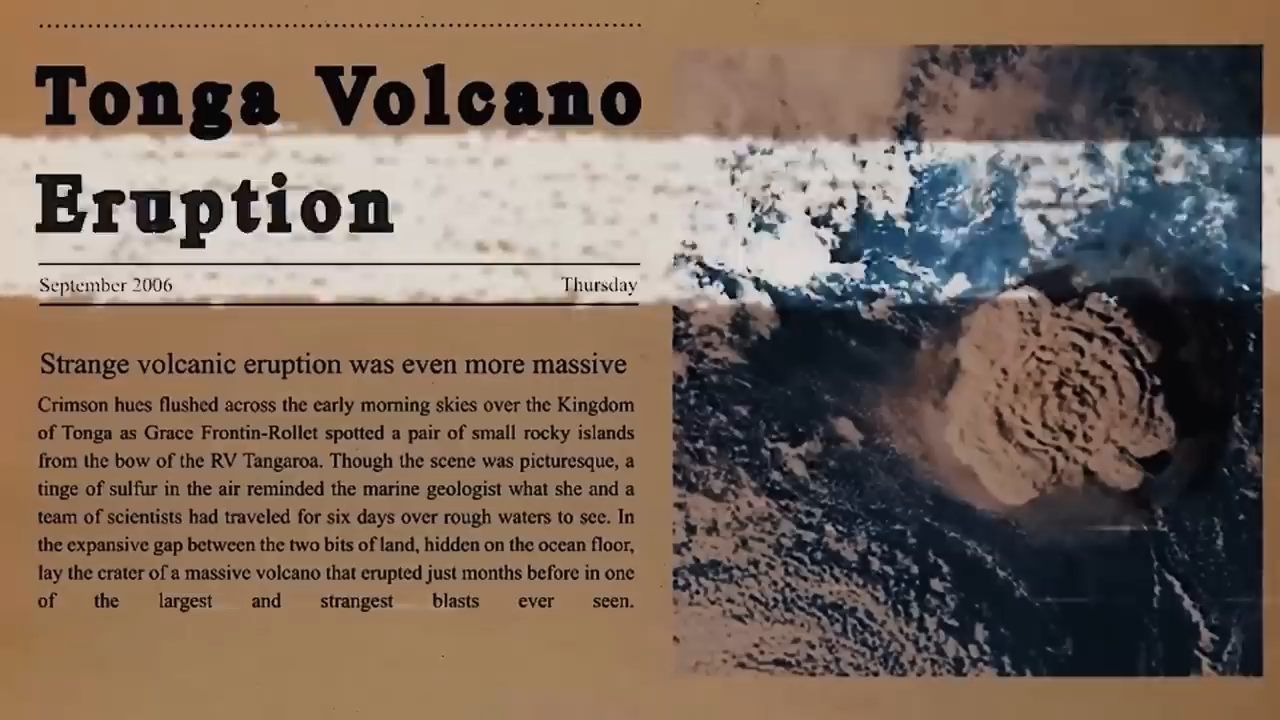 Tonga Volcano
Eruption
September 2006 Thursday
Strange volcanic eruption was even more massive
Crimson hues flushed across the early morning skies over the Kingdom
of Tonga as Grace Frontin-Rollet spotted a pair of small rocky islands
from the bow of the RV Tangaroa. Though the scene was picturesque, a
tinge of sulfur in the air reminded the marine geologist what she and a
team of scientists had traveled for six days over rough waters to see. In
the expansive gap between the two bits of land, hidden on the ocean floor,
lay the crater of a massive volcano that erupted just months before in one
of the largest and strangest blasts ever seen.